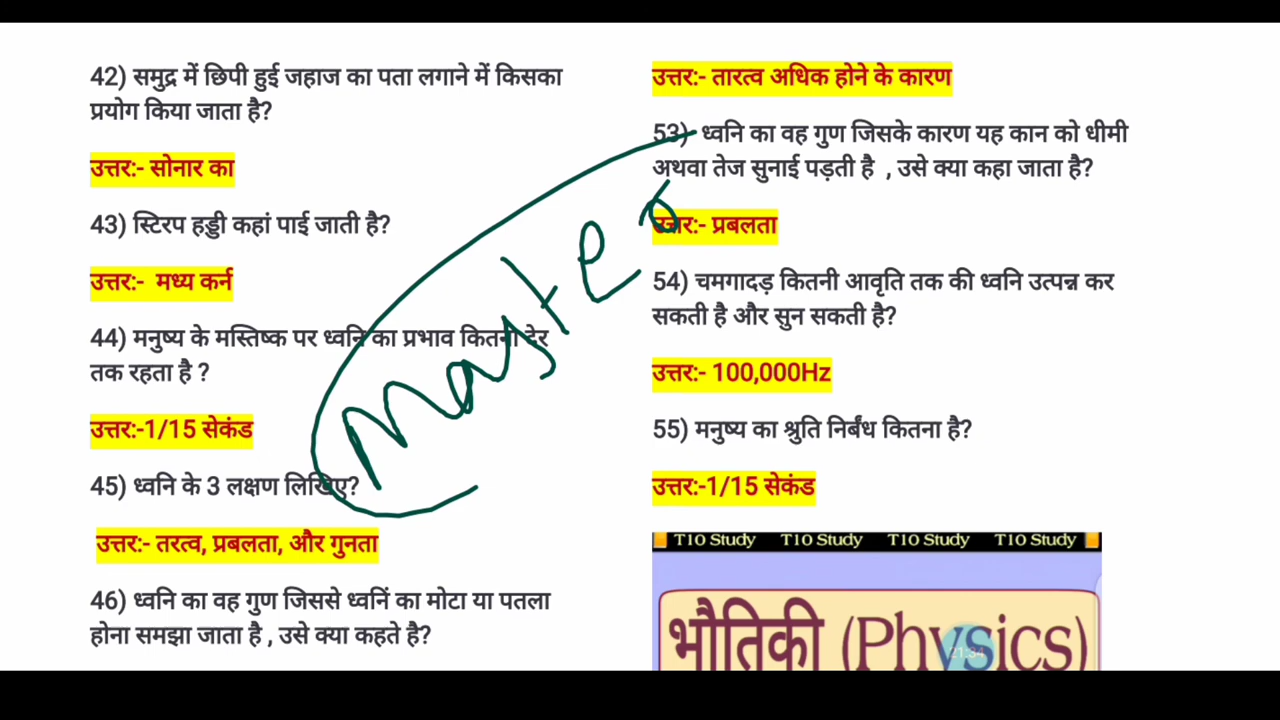 42) समुद्र में छिपी हुई जहाज का पता लगाने में किसका
प्रयोग किया जाता है?
उत्तर:- सोनार का
43) स्टिरप हड्डी कहां पाई जाती है?
उत्तर:- मध्य कर्न
44) मनुष्य के मस्तिष्क पर ध्वनि का प्रभाव कितना देर
तक रहता है ?
उत्तर:-1/15 सेकंड
45) ध्वनि के 3 लक्षण लिखिए?
उत्तर:- तरत्व, प्रबलता, और गुनता
46) ध्वनि का वह गुण जिससे ध्वनिं का मोटा या पतला
होना समझा जाता है , उसे क्या कहते है?
Master
उत्तर:- तारत्व अधिक होने के कारण
53) ध्वनि का वह गुण जिसके कारण यह कान को धीमी
अथवा तेज सुनाई पड़ती है , उसे क्या कहा जाता है?
उत्तर:- प्रबलता
54) चमगादड़ कितनी आवृति तक की ध्वनि उत्पन्न कर
सकती है और सुन सकती है?
उत्तर:- 100,000Hz
55) मनुष्य का श्रुति निर्बंध कितना है?
उत्तर:-1/15 सेकंड
T10 Study T10 Study T10 Study T10 Study
भौतिकी (Physics)
21:34